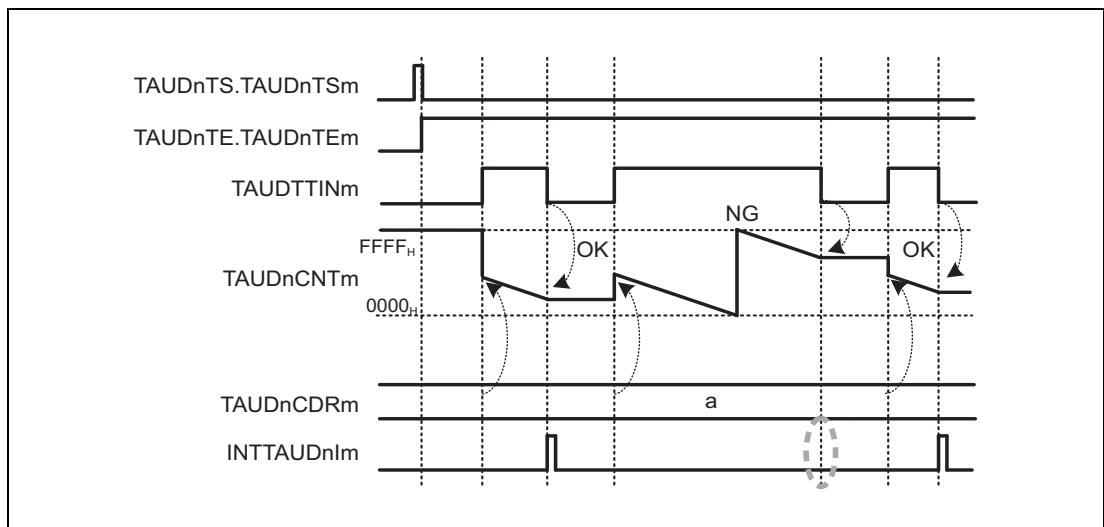 TAUDnTS.TAUDnTSm
TAUDnTE.TAUDnTEm
TAUDTTINm
NG
FFFFH
OK
OK
TAUDnCNTm
0000H
a
TAUDnCDRm
INTTAUDnIm